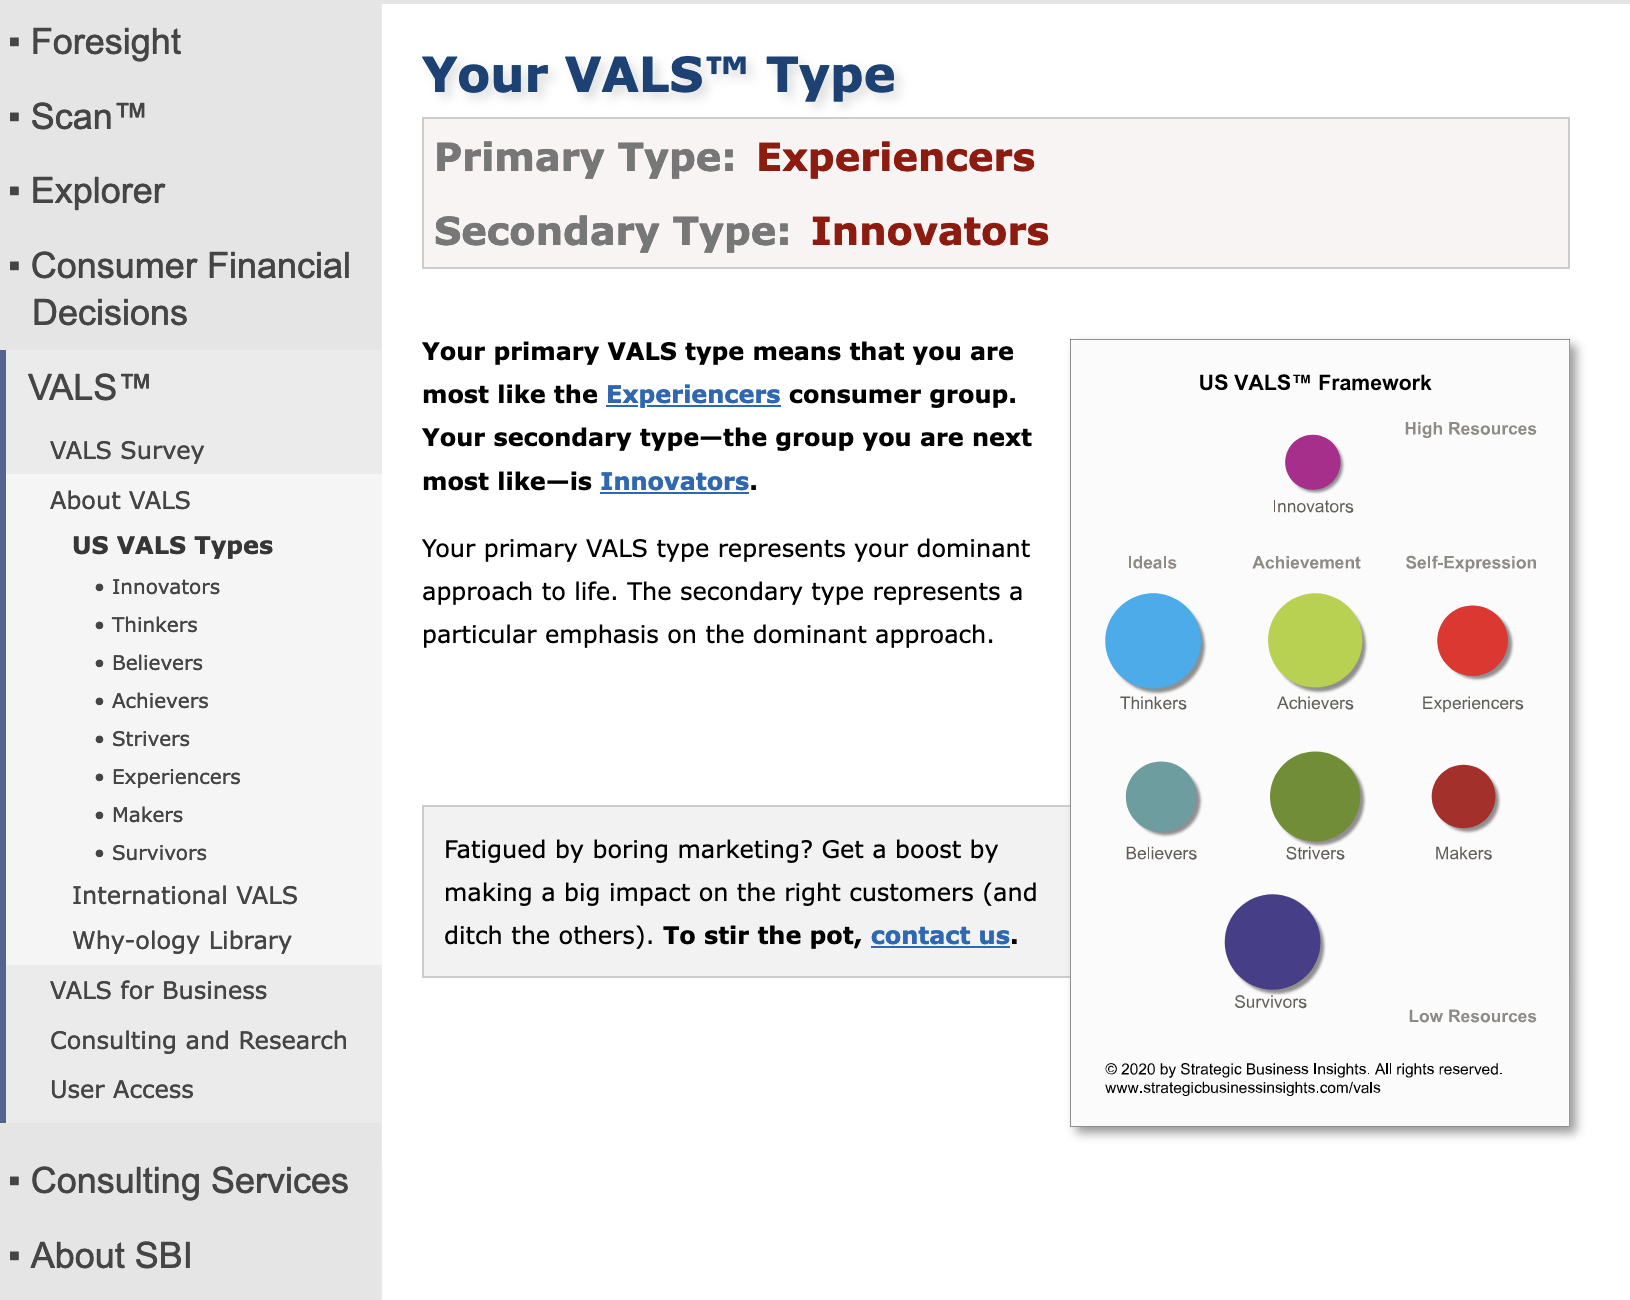 ▪ Foresight
▪ Scan™
▪ Explorer
▪ Consumer Financial
Decisions
VALS™
VALS Survey
About VALS
US VALS Types
• Innovators
• Thinkers
• Believers
• Achievers
• Strivers
• Experiencers
• Makers
• Survivors
International VALS
Why-ology Library
VALS for Business
Consulting and Research
User Access
▪ Consulting Services
▪ About SBI
Your VALS™ Type
Primary Type: Experiencers
Secondary Type: Innovators
Your primary VALS type means that you are
most like the Experiencers consumer group.
Your secondary type—the group you are next
most like—is Innovators.
Your primary VALS type represents your dominant
approach to life. The secondary type represents a
particular emphasis on the dominant approach.
Fatigued by boring marketing? Get a boost by
making a big impact on the right customers (and
ditch the others). To stir the pot, contact us.
US VALS™ Framework
High Resources
Innovators
Ideals Achievement Self-Expression
Thinkers Achievers Experiencers
Believers Strivers Makers
Survivors
Low Resources
© 2020 by Strategic Business Insights. All rights reserved.
www.strategicbusinessinsights.com/vals